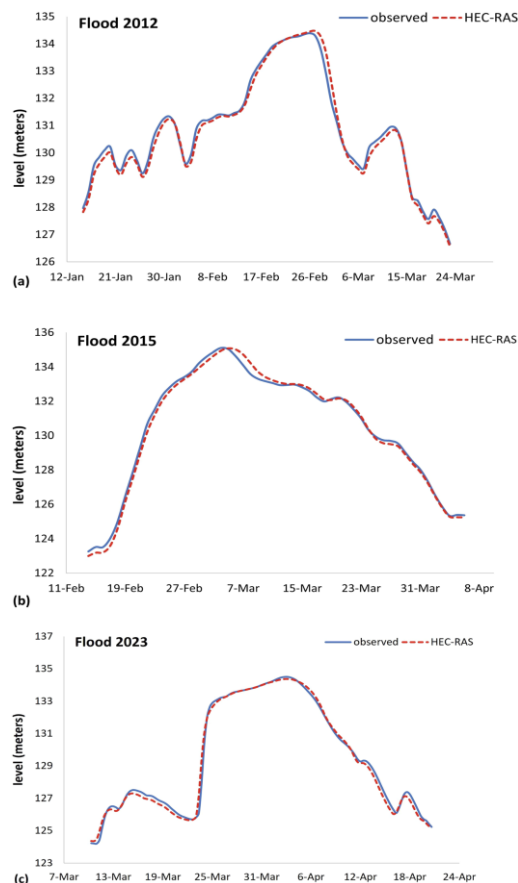 Flood 2012
observed
HEC-RAS
level (meters)
135
134
133
132
131
130
129
128
127
126
12-Jan 21-Jan 30-Jan 8-Feb 17-Feb 26-Feb 6-Mar 15-Mar 24-Mar
(a)
Flood 2015
observed
HEC-RAS
level (meters)
136
134
132
130
128
126
124
122
11-Feb 19-Feb 27-Feb 7-Mar 15-Mar 23-Mar 31-Mar 8-Apr
(b)
Flood 2023
observed
HEC-RAS
level (meters)
137
135
133
131
129
127
125
123
7-Mar 13-Mar 19-Mar 25-Mar 31-Mar 6-Apr 12-Apr 18-Apr 24-Apr
(c)